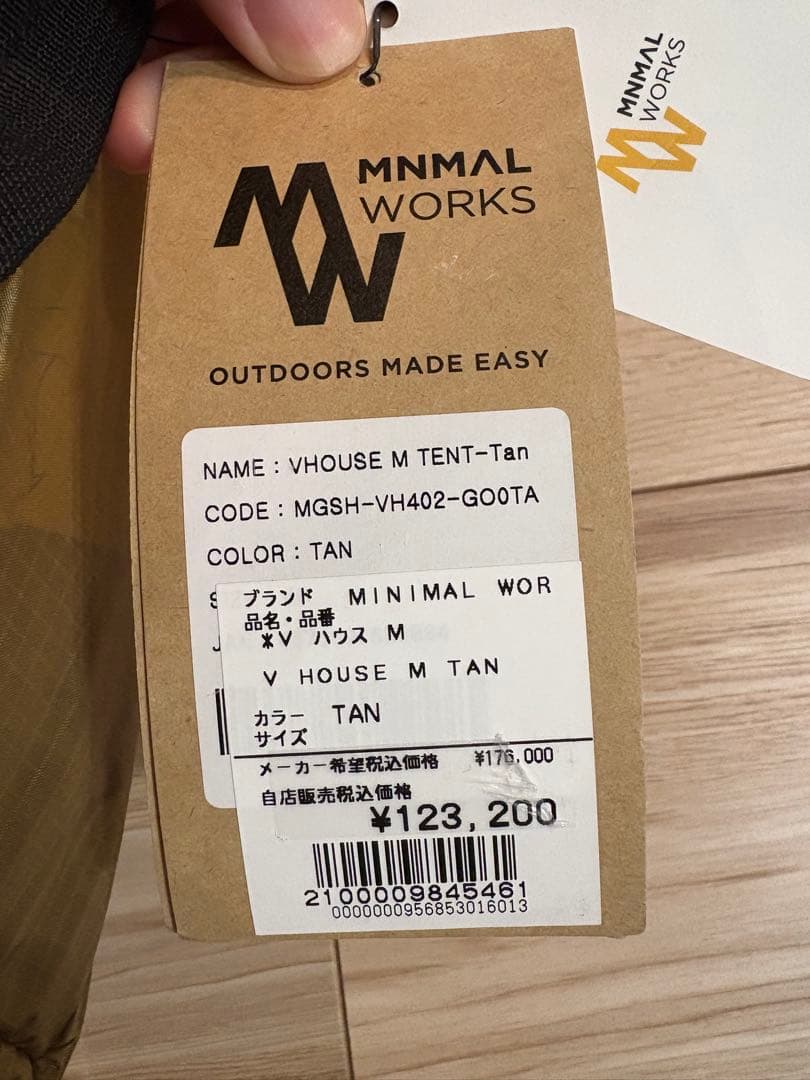 MNMAL
WORKS
MNMAL
WORKS
OUTDOORS MADE EASY
NAME : VHOUSE M TENT-Tan
CODE : MGSH-VH402-GO0TA
COLOR : TAN
ブランド MINIMAL WOR
品名・品番
*V ハウス M
V HOUSE M TAN
カラー TAN
サイズ
メーカー希望税込価格 ¥176,000
自店販売税込価格
¥123,200
2100009845461
0000000956853016013